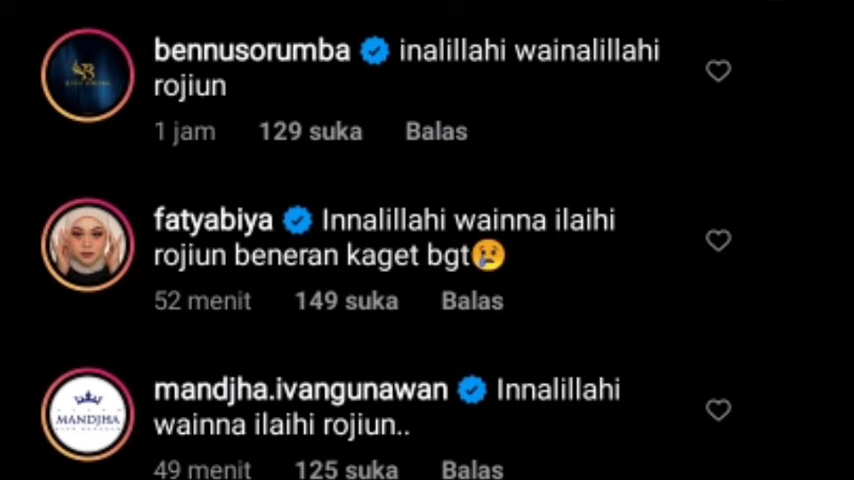 bennusorumba inalillahi wainalillahi
rojiun
1 jam 129 suka Balas
fatyabiya Innalillahi wainna ilaihi
rojiun beneran kaget bgt😢
52 menit 149 suka Balas
mandjha.ivangunawan Innalillahi
wainna ilaihi rojiun..
MANDJHA
49 menit 125 suka Balas